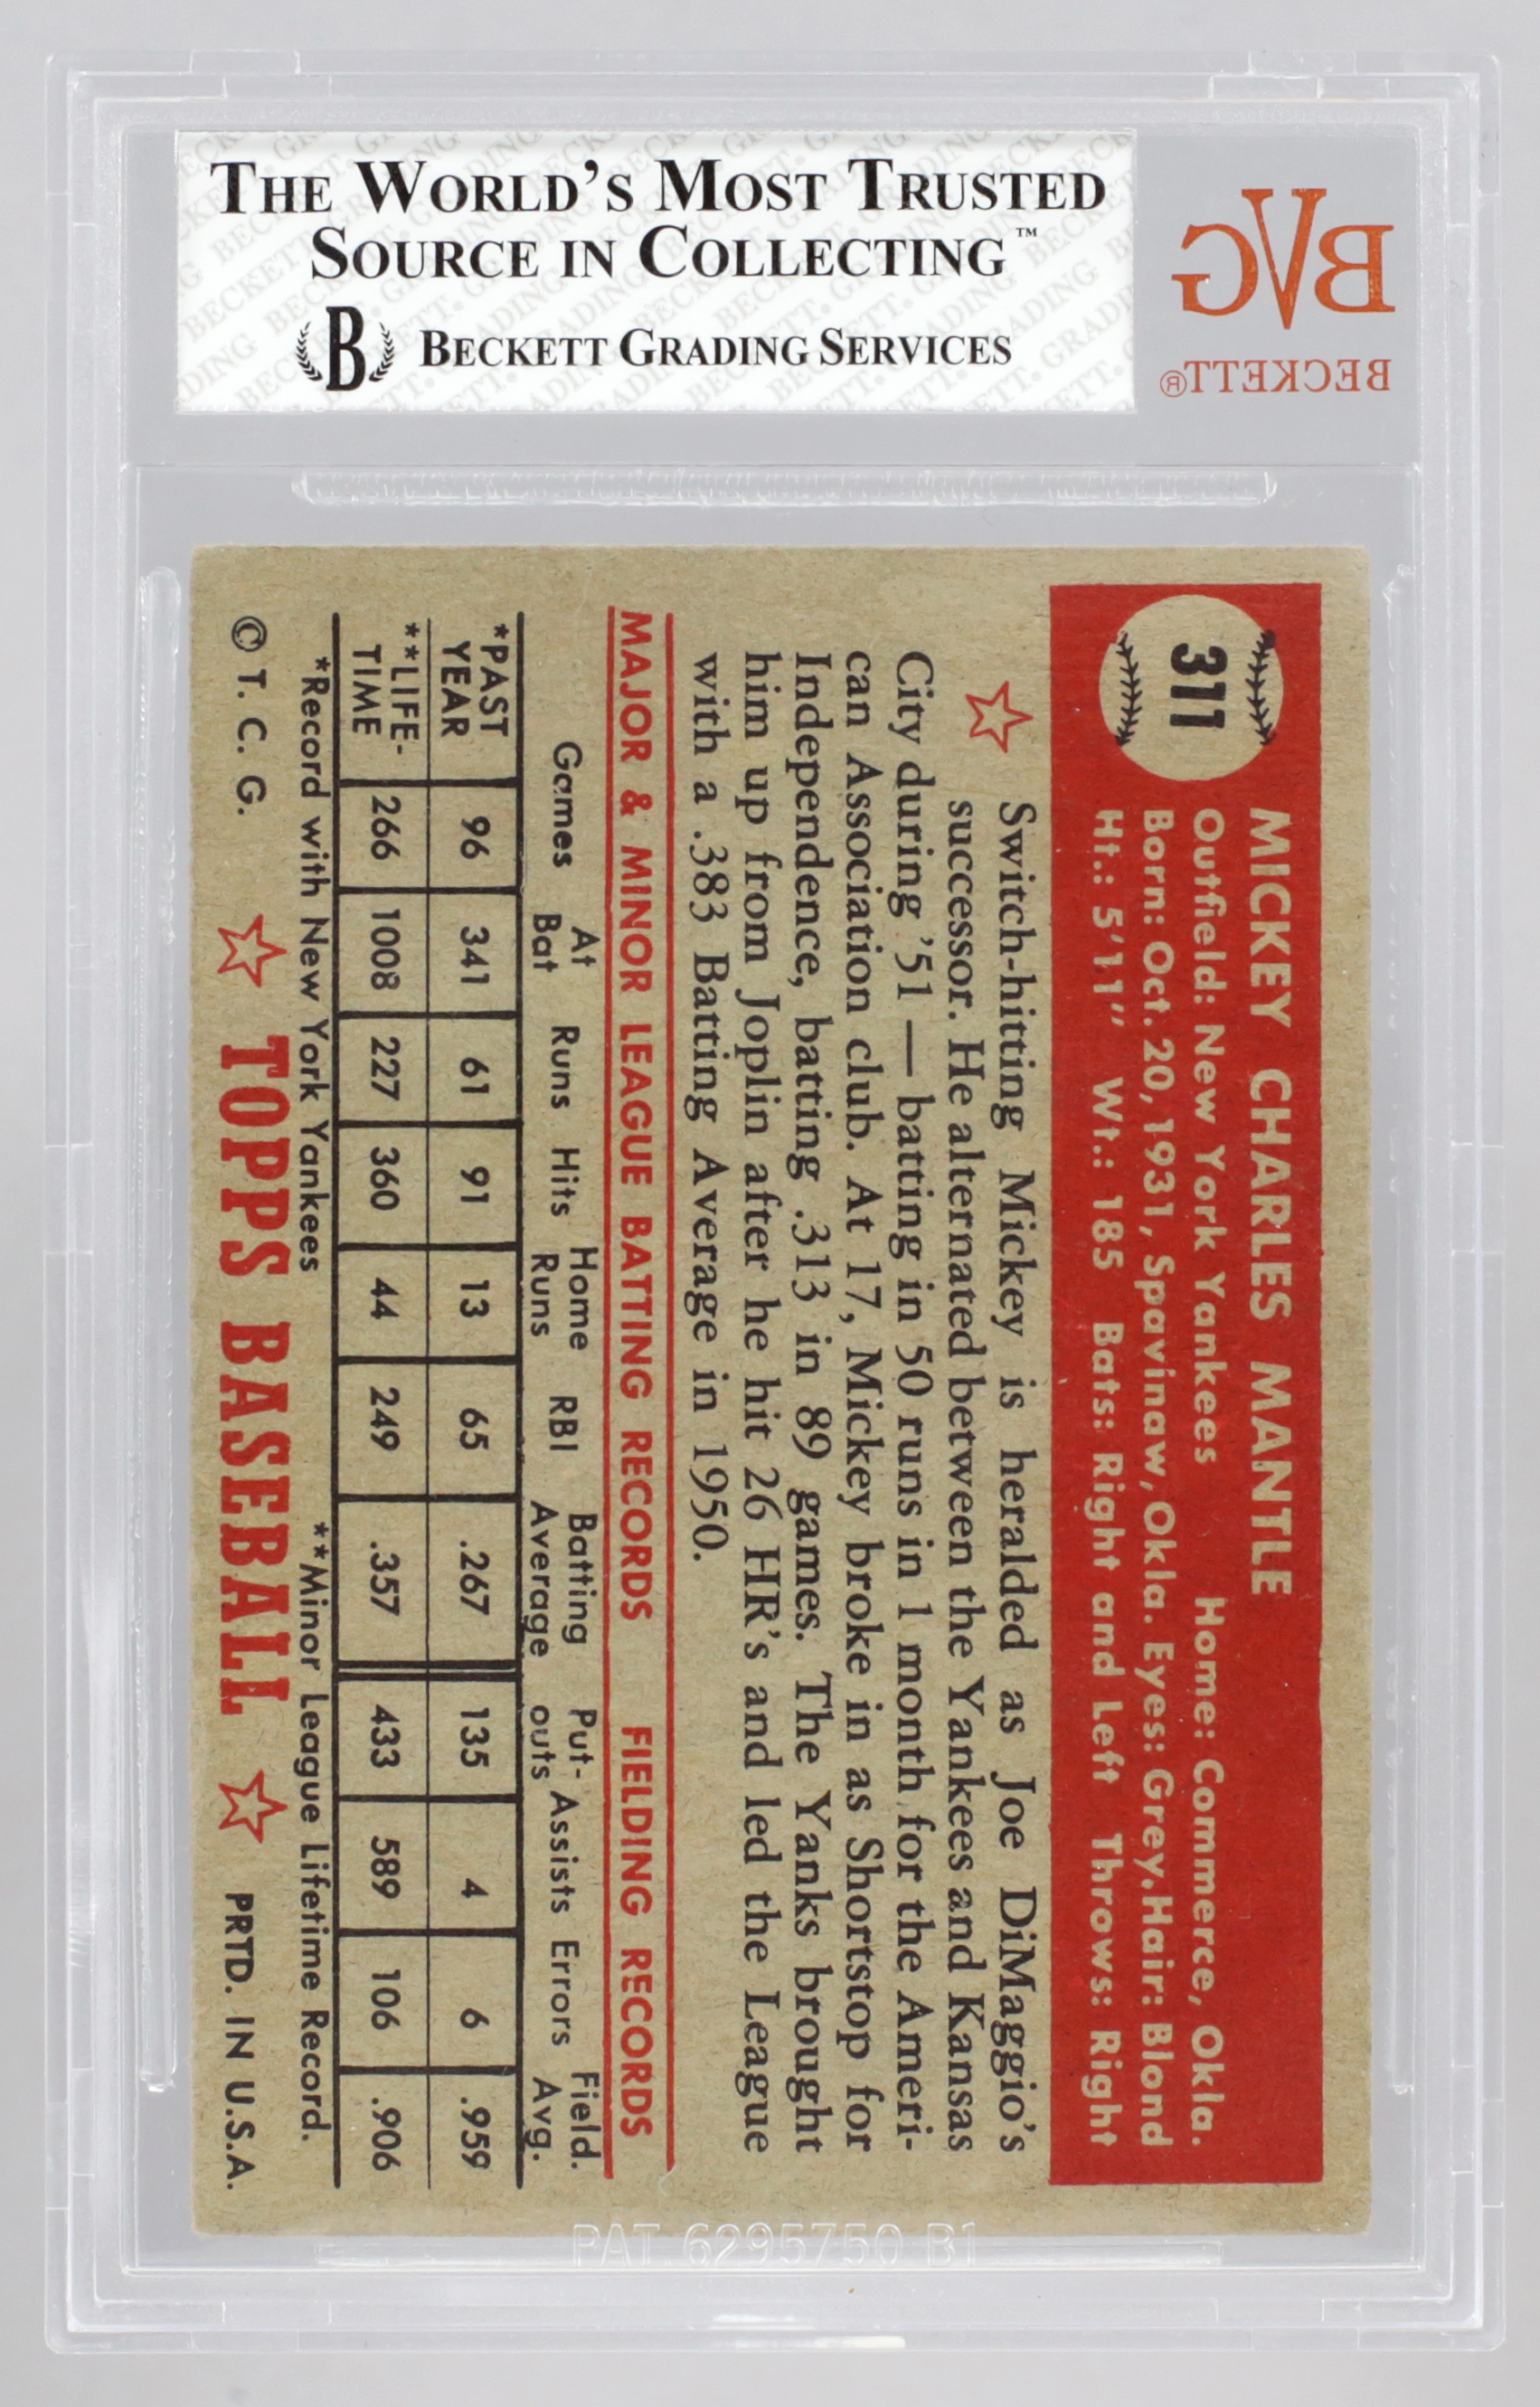 THE WORLD'S MOST TRUSTED
SOURCE IN COLLECTING™
B BECKETT GRADING SERVICES
BVG
BECKETT®
311
MICKEY CHARLES MANTLE
Outfield: New York Yankees Home: Commerce, Okla.
Born: Oct. 20, 1931, Spavinaw, Okla. Eyes: Grey. Hair: Blond
Ht.: 5'11" Wt.: 185 Bats: Right and Left Throws: Right
Switch-hitting Mickey is heralded as Joe DiMaggio's
successor. He alternated between the Yankees and Kansas
City during '51 — batting in 50 runs in 1 month for the Ameri-
can Association club. At 17, Mickey broke in as Shortstop for
Independence, batting .313 in 89 games. The Yanks brought
him up from Joplin after he hit 26 HR's and led the League
with a .383 Batting Average in 1950.
MAJOR & MINOR LEAGUE BATTING RECORDS FIELDING RECORDS
Games At Bat Runs Hits Home Runs RBI Batting Average Put-outs Assists Errors Field. Avg.
*PAST YEAR 96 341 61 91 13 65 .267 135 4 6 .959
**LIFE-TIME 266 1008 227 360 44 249 .357 433 589 106 .906
*Record with New York Yankees **Minor League Lifetime Record.
© T. C. G. TOPPS BASEBALL PRTD. IN U.S.A.
PAT. 6295750 B1